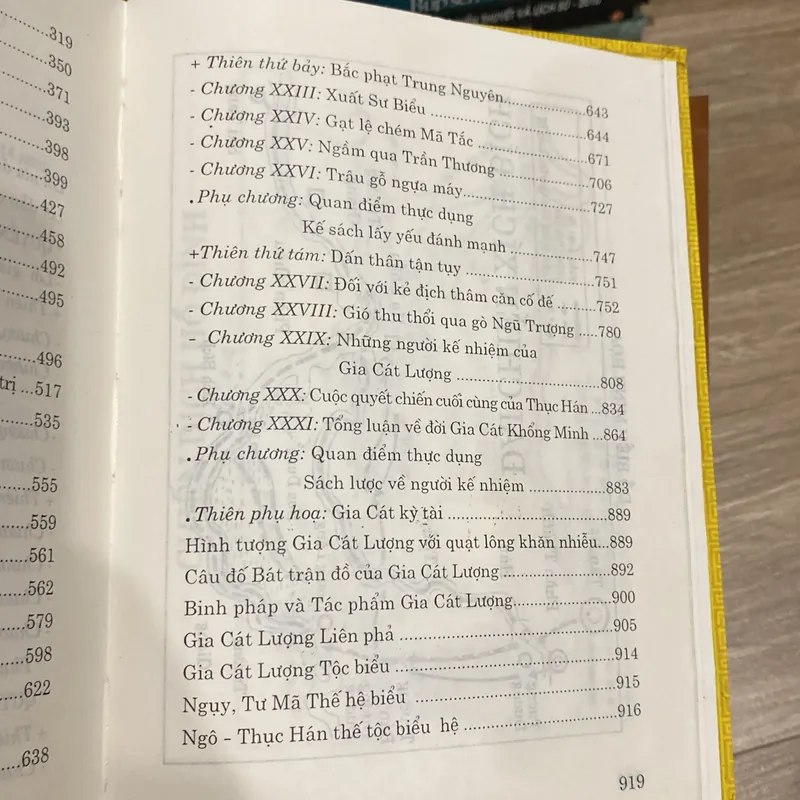 319
350
371
393
398
399
427
458
492
495
496
trị ...517
535
555
559
561
562
579
598
622
638
+ Thiên thứ bảy: Bắc phạt Trung Nguyên.....................643
- Chương XXIII: Xuất Sư Biểu ..............................644
- Chương XXIV: Gạt lệ chém Mã Tắc ....................671
- Chương XXV: Ngầm qua Trần Thương ................706
- Chương XXVI: Trâu gỗ ngựa máy......................727
. Phụ chương: Quan điểm thực dụng
Kế sách lấy yếu đánh mạnh ...............747
+Thiên thứ tám: Dấn thân tận tụy .......................751
- Chương XXVII: Đối với kẻ địch thâm căn cố đế ..........752
- Chương XXVIII: Gió thu thổi qua gò Ngũ Trượng .....780
- Chương XXIX: Những người kế nhiệm của
Gia Cát Lượng ..........................808
- Chương XXX: Cuộc quyết chiến cuối cùng của Thục Hán ...834
- Chương XXXI: Tổng luận về đời Gia Cát Khổng Minh ...864
. Phụ chương: Quan điểm thực dụng
Sách lược về người kế nhiệm ................883
. Thiên phụ hoạ: Gia Cát kỳ tài ..........................889
Hình tượng Gia Cát Lượng với quạt lông khăn nhiễu...889
Câu đố Bát trận đồ của Gia Cát Lượng ..................892
Binh pháp và Tác phẩm Gia Cát Lượng.................900
Gia Cát Lượng Liên phả ....................................905
Gia Cát Lượng Tộc biểu ....................................914
Ngụy, Tư Mã Thế hệ biểu .................................915
Ngô - Thục Hán thế tộc biểu hệ ..........................916
919